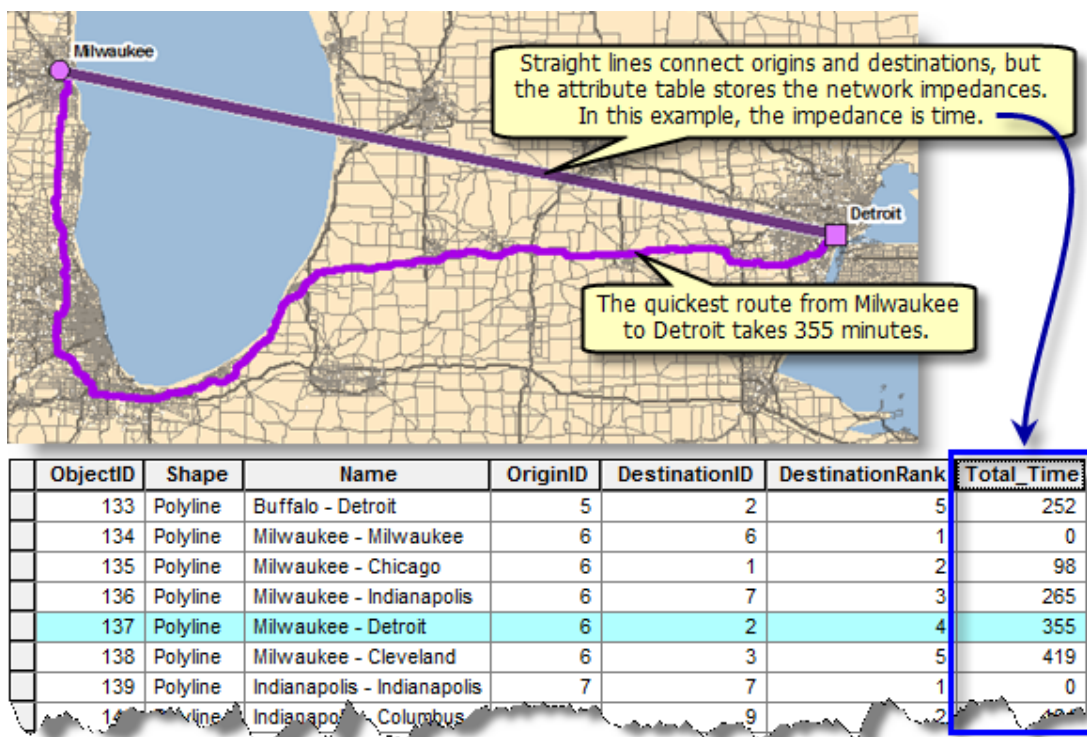 Milwaukee
Straight lines connect origins and destinations, but
the attribute table stores the network impedances.
In this example, the impedance is time.
Detroit
The quickest route from Milwaukee
to Detroit takes 355 minutes.
ObjectID Shape Name OriginID DestinationID DestinationRank Total_Time
133 Polyline Buffalo - Detroit 5 2 5 252
134 Polyline Milwaukee - Milwaukee 6 6 1 0
135 Polyline Milwaukee - Chicago 6 1 2 98
136 Polyline Milwaukee - Indianapolis 6 7 3 265
137 Polyline Milwaukee - Detroit 6 2 4 355
138 Polyline Milwaukee - Cleveland 6 3 5 419
139 Polyline Indianapolis - Indianapolis 7 7 1 0
Columbus 9 2